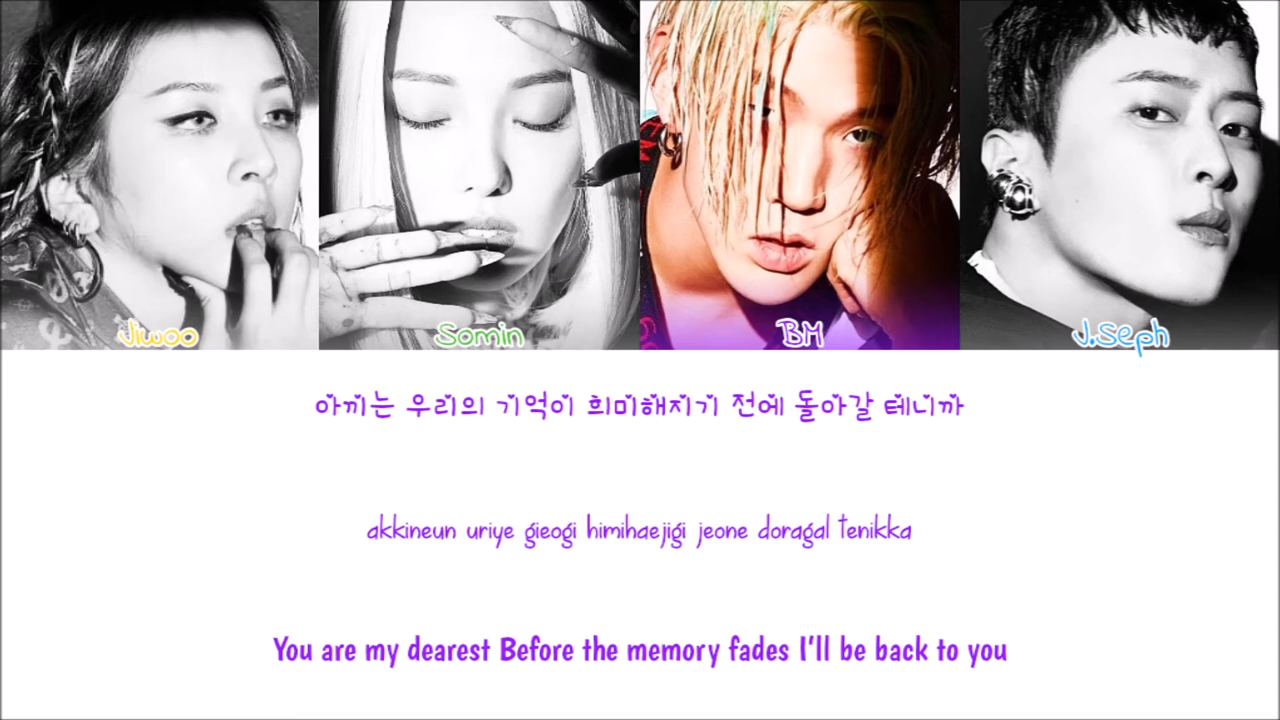 Jiwoo
Somin
BM
J.Seph
아끼는 우리의 기억이 희미해지기 전에 돌아갈 테니까
akkineun uriye gieogi himihaejigi jeone doragal tenikka
You are my dearest Before the memory fades I'll be back to you